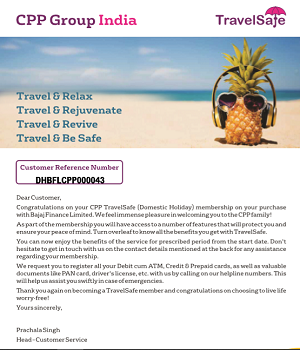 CPP Group India
TravelSafe
Travel & Relax
Travel & Rejuvenate
Travel & Revive
Travel & Be Safe
Customer Reference Number
DHBFLCPP000043
Dear Customer,
Congratulations on your CPP TravelSafe (Domestic Holiday) membership on your purchase
with Bajaj Finance Limited. We feel immense pleasure in welcoming you to the CPP family!
As part of the membership you will have access to a number of features that will protect you and
ensure your peace of mind. Turn over leaf to know all the benefits you get with TravelSafe.
You can now enjoy the benefits of the service for prescribed period from the start date. Don't
hesitate to get in touch with us on the contact details mentioned at the back for any assistance
regarding your membership.
We request you to register all your Debit cum ATM, Credit & Prepaid cards, as well as valuable
documents like PAN card, driver's license, etc. with us by calling on our helpline numbers. This
will help us assist you swiftly in case of emergencies.
Thank you again on becoming a TravelSafe member and congratulations on choosing to live life
worry-free!
Yours sincerely,
Prachala Singh
Head - Customer Service